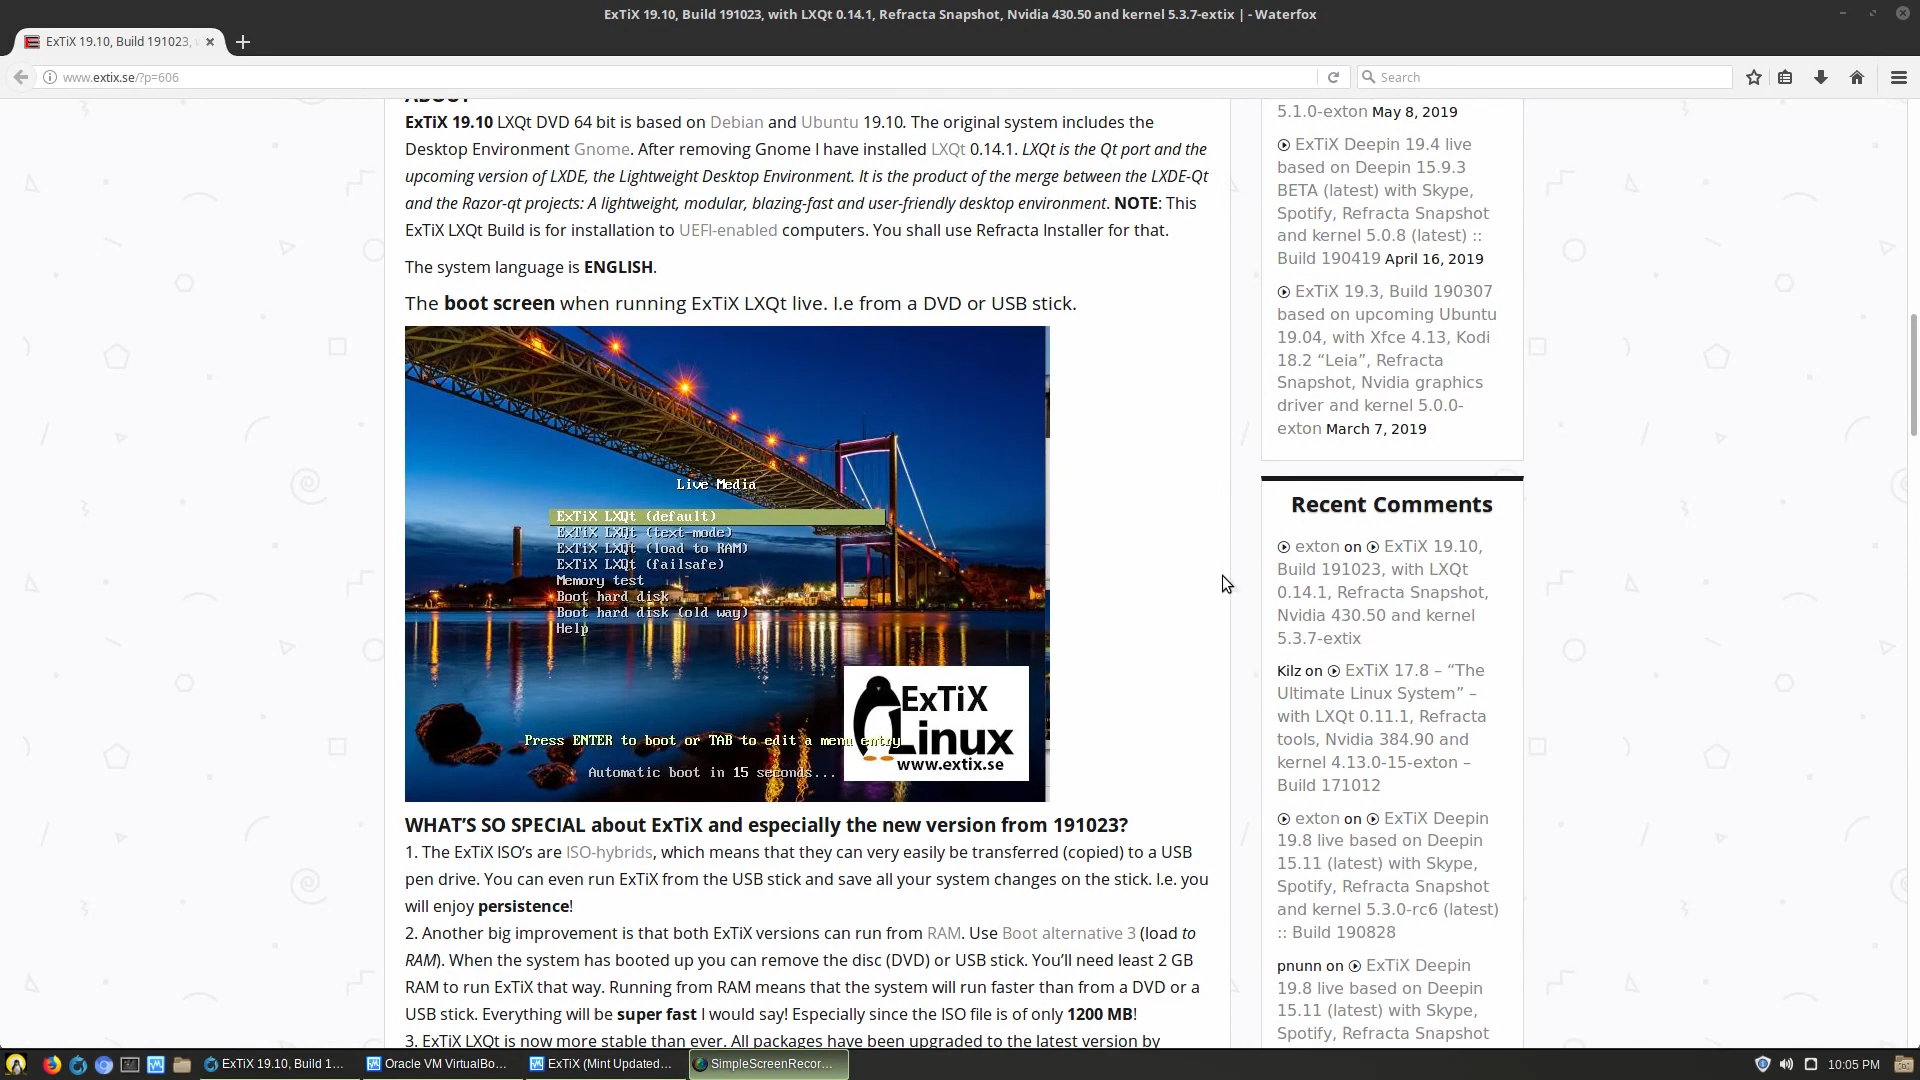 ExTiX 19.10, Build 191023, with LXQt 0.14.1, Refracta Snapshot, Nvidia 430.50 and kernel 5.3.7-extix | - Waterfox
ExTiX 19.10, Build 191023,
www.extix.se/?p=606
Search
ABOUT
ExTiX 19.10 LXQt DVD 64 bit is based on Debian and Ubuntu 19.10. The original system includes the
Desktop Environment Gnome. After removing Gnome I have installed LXQt 0.14.1. LXQt is the Qt port and the
upcoming version of LXDE, the Lightweight Desktop Environment. It is the product of the merge between the LXDE-Qt
and the Razor-qt projects: A lightweight, modular, blazing-fast and user-friendly desktop environment. NOTE: This
ExTiX LXQt Build is for installation to UEFI-enabled computers. You shall use Refracta Installer for that.
The system language is ENGLISH.
The boot screen when running ExTiX LXQt live. I.e from a DVD or USB stick.
Live Media
ExTiX LXQt (default)
ExTiX LXQt (text-mode)
ExTiX LXQt (load to RAM)
ExTiX LXQt (failsafe)
Memory test
Boot hard disk
Boot hard disk (old way)
Help
Press ENTER to boot or TAB to edit a menu entry
Automatic boot in 15 seconds...
ExTiX
Linux
www.extix.se
WHAT'S SO SPECIAL about ExTiX and especially the new version from 191023?
1. The ExTiX ISO's are ISO-hybrids, which means that they can very easily be transferred (copied) to a USB
pen drive. You can even run ExTiX from the USB stick and save all your system changes on the stick. I.e. you
will enjoy persistence!
2. Another big improvement is that both ExTiX versions can run from RAM. Use Boot alternative 3 (load to
RAM). When the system has booted up you can remove the disc (DVD) or USB stick. You'll need least 2 GB
RAM to run ExTiX that way. Running from RAM means that the system will run faster than from a DVD or a
USB stick. Everything will be super fast I would say! Especially since the ISO file is of only 1200 MB!
3. ExTiX LXQt is now more stable than ever. All packages have been upgraded to the latest version by
5.1.0-exton May 8, 2019
ExTiX Deepin 19.4 live
based on Deepin 15.9.3
BETA (latest) with Skype,
Spotify, Refracta Snapshot
and kernel 5.0.8 (latest) ::
Build 190419 April 16, 2019
ExTiX 19.3, Build 190307
based on upcoming Ubuntu
19.04, with Xfce 4.13, Kodi
18.2 “Leia”, Refracta
Snapshot, Nvidia graphics
driver and kernel 5.0.0-
exton March 7, 2019
Recent Comments
exton on ExTiX 19.10,
Build 191023, with LXQt
0.14.1, Refracta Snapshot,
Nvidia 430.50 and kernel
5.3.7-extix
Kilz on ExTiX 17.8 – “The
Ultimate Linux System” –
with LXQt 0.11.1, Refracta
tools, Nvidia 384.90 and
kernel 4.13.0-15-exton –
Build 171012
exton on ExTiX Deepin
19.8 live based on Deepin
15.11 (latest) with Skype,
Spotify, Refracta Snapshot
and kernel 5.3.0-rc6 (latest)
:: Build 190828
pnunn on ExTiX Deepin
19.8 live based on Deepin
15.11 (latest) with Skype,
Spotify, Refracta Snapshot
ExTiX 19.10, Build 1...
Oracle VM VirtualBo...
ExTiX (Mint Updated...
SimpleScreenRecor...
10:05 PM